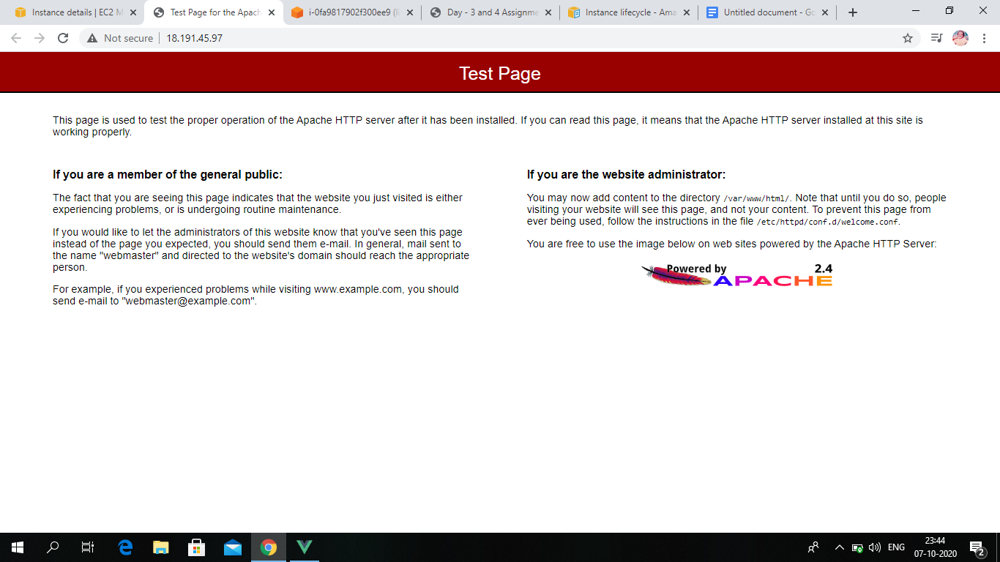 Instance details | EC2 M
Test Page for the Apach
i-0fa9817902f300ee9 (li
Day - 3 and 4 Assignme
Instance lifecycle - Ama
Untitled document - Go
Not secure
18.191.45.97
Test Page
This page is used to test the proper operation of the Apache HTTP server after it has been installed. If you can read this page, it means that the Apache HTTP server installed at this site is
working properly.
If you are a member of the general public:
The fact that you are seeing this page indicates that the website you just visited is either
experiencing problems, or is undergoing routine maintenance.
If you would like to let the administrators of this website know that you've seen this page
instead of the page you expected, you should send them e-mail. In general, mail sent to
the name "webmaster" and directed to the website's domain should reach the appropriate
person.
For example, if you experienced problems while visiting www.example.com, you should
send e-mail to "webmaster@example.com".
If you are the website administrator:
You may now add content to the directory /var/www/html/. Note that until you do so, people
visiting your website will see this page, and not your content. To prevent this page from
ever being used, follow the instructions in the file /etc/httpd/conf.d/welcome.conf.
You are free to use the image below on web sites powered by the Apache HTTP Server:
Powered by 2.4
APACHE
ENG
23:44
07-10-2020
2